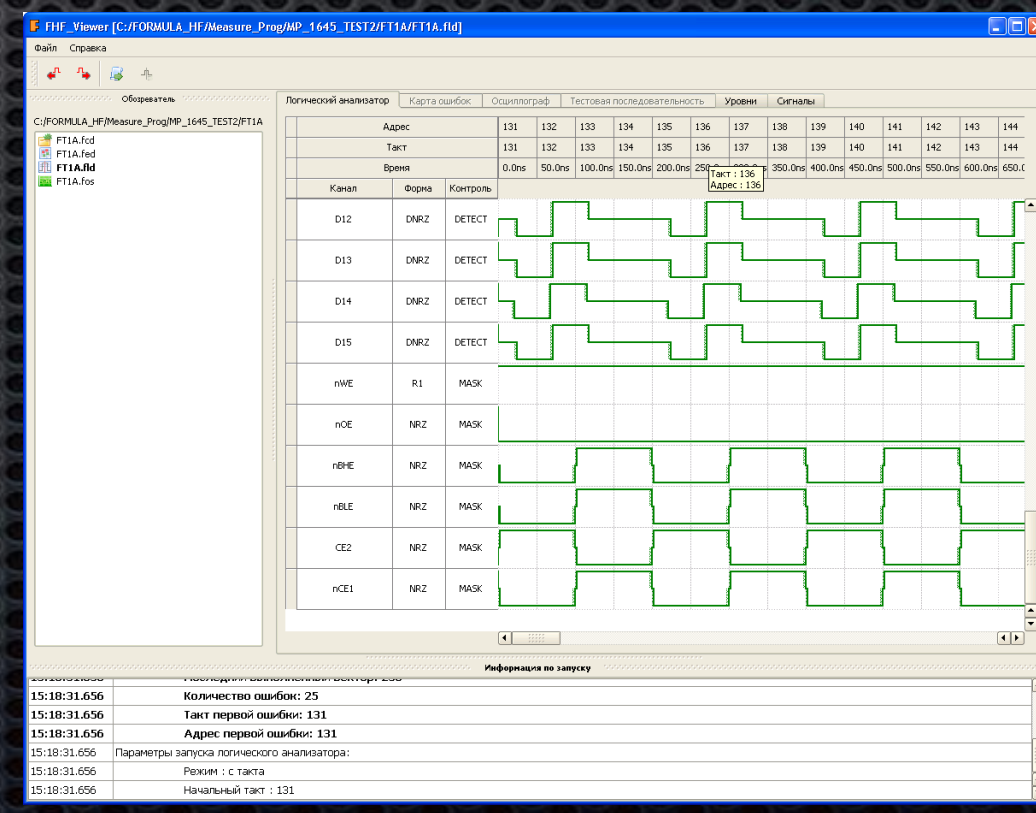 FHF_Viewer [C:/FORMULA_HF/Measure_Prog/MP_1645_TEST2/FT1A/FT1A.fld]
Файл Справка
Обозреватель
C:/FORMULA_HF/Measure_Prog/MP_1645_TEST2/FT1A
FT1A.fcd
FT1A.fed
FT1A.fld
FT1A.fos
Логический анализатор Карта ошибок Осциллограф Тестовая последовательность Уровни Сигналы
Адрес 131 132 133 134 135 136 137 138 139 140 141 142 143 144
Такт 131 132 133 134 135 136 137 138 139 140 141 142 143 144
Время 0.0ns 50.0ns 100.0ns 150.0ns 200.0ns 350.0ns 400.0ns 450.0ns 500.0ns 550.0ns 600.0ns
Такт : 136
Адрес : 136
Канал Форма Контроль
D12 DNRZ DETECT
D13 DNRZ DETECT
D14 DNRZ DETECT
D15 DNRZ DETECT
nWE R1 MASK
nOE NRZ MASK
nBHE NRZ MASK
nBLE NRZ MASK
CE2 NRZ MASK
nCE1 NRZ MASK
Информация по запуску
15:18:31.656 Количество ошибок: 25
15:18:31.656 Такт первой ошибки: 131
15:18:31.656 Адрес первой ошибки: 131
15:18:31.656 Параметры запуска логического анализатора:
15:18:31.656 Режим : с такта
15:18:31.656 Начальный такт : 131